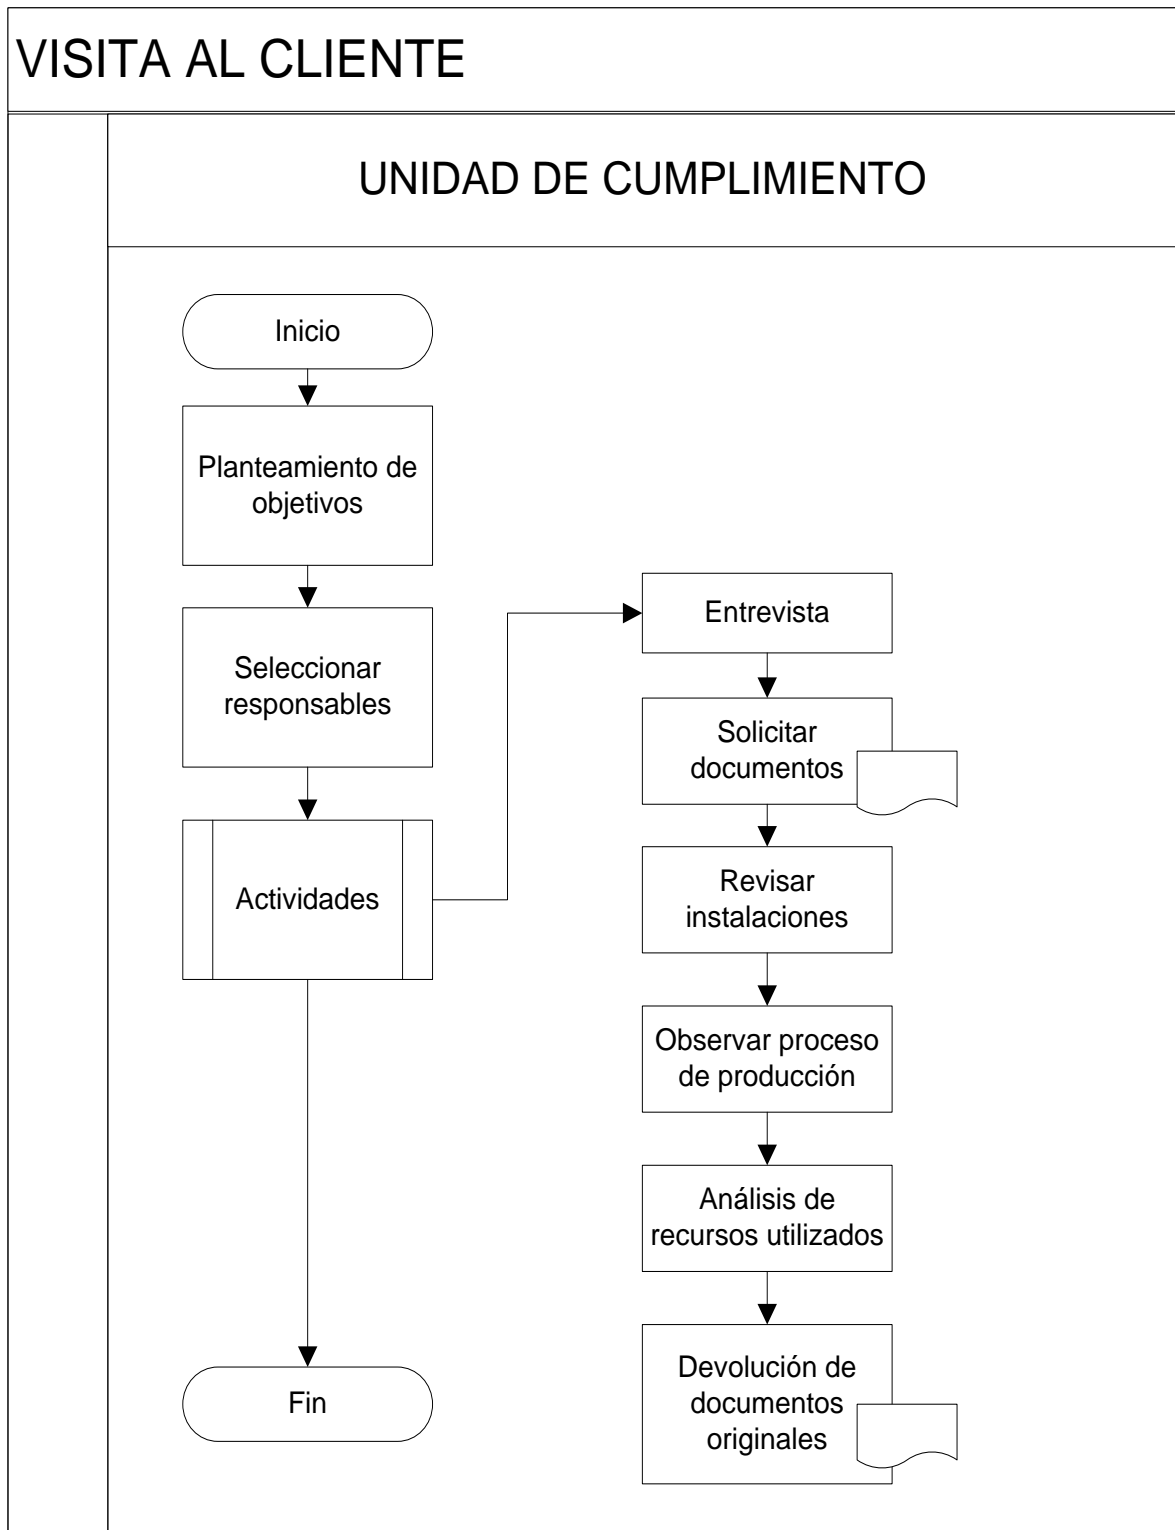 VISITA AL CLIENTE
UNIDAD DE CUMPLIMIENTO
Inicio
Planteamiento de
objetivos
Seleccionar
responsables
Actividades
Fin
Entrevista
Solicitar
documentos
Revisar
instalaciones
Observar proceso
de producción
Análisis de
recursos utilizados
Devolución de
documentos
originales